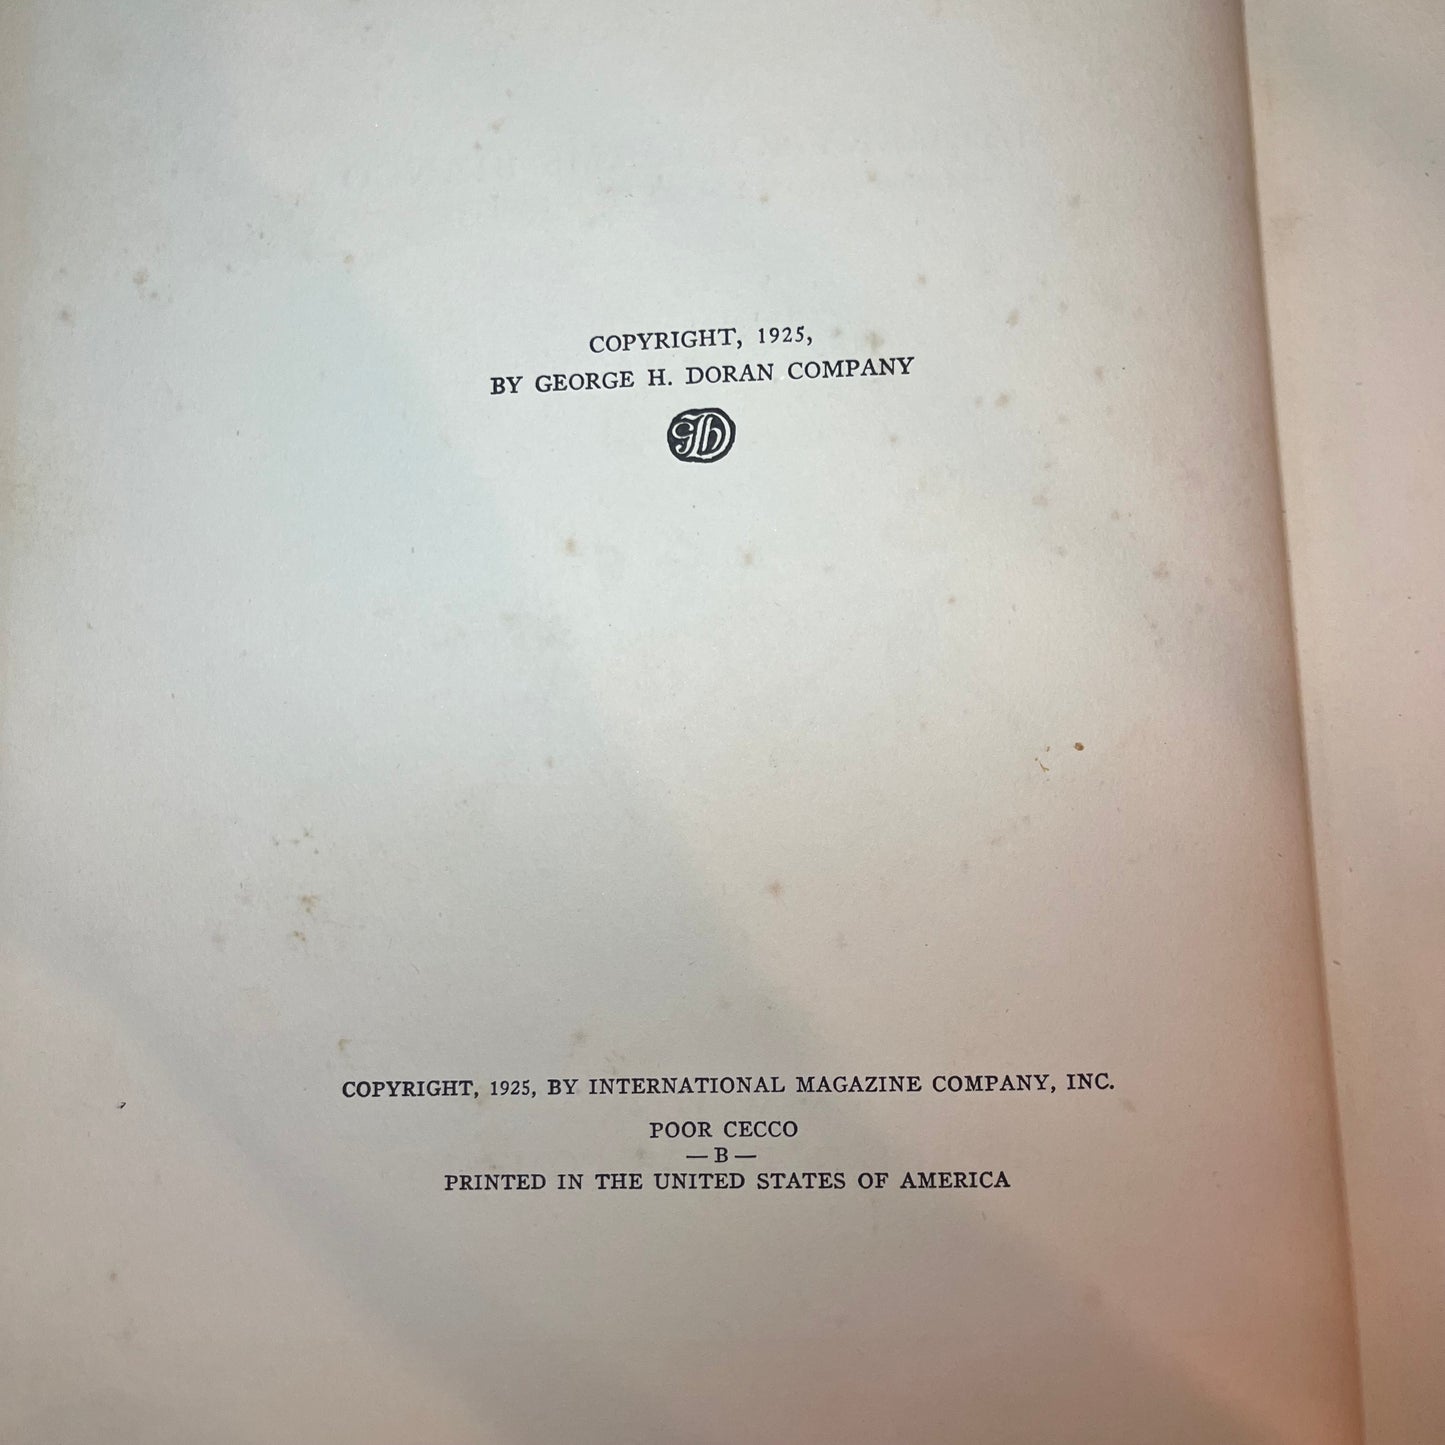 COPYRIGHT, 1925,
BY GEORGE H. DORAN COMPANY
GHD
COPYRIGHT, 1925, BY INTERNATIONAL MAGAZINE COMPANY, INC.
POOR CECCO
— B —
PRINTED IN THE UNITED STATES OF AMERICA